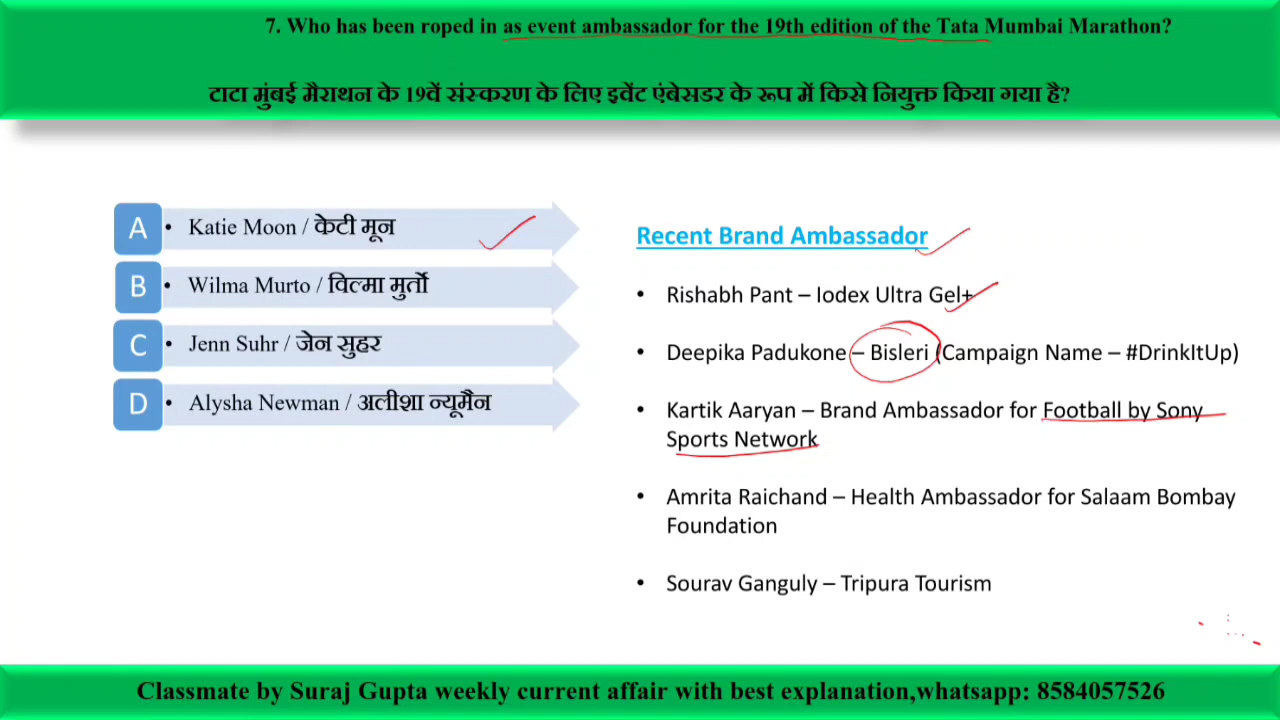 7. Who has been roped in as event ambassador for the 19th edition of the Tata Mumbai Marathon?
टाटा मुंबई मैराथन के 19वें संस्करण के लिए इवेंट एंबेसडर के रूप में किसे नियुक्त किया गया है?
A • Katie Moon / केटी मून
B • Wilma Murto / विल्मा मुर्तो
C • Jenn Suhr / जेन सुहर
D • Alysha Newman / अलीशा न्यूमैन
Recent Brand Ambassador
• Rishabh Pant – Iodex Ultra Gel+
• Deepika Padukone – Bisleri (Campaign Name – #DrinkItUp)
• Kartik Aaryan – Brand Ambassador for Football by Sony
Sports Network
• Amrita Raichand – Health Ambassador for Salaam Bombay
Foundation
• Sourav Ganguly – Tripura Tourism
Classmate by Suraj Gupta weekly current affair with best explanation,whatsapp: 8584057526